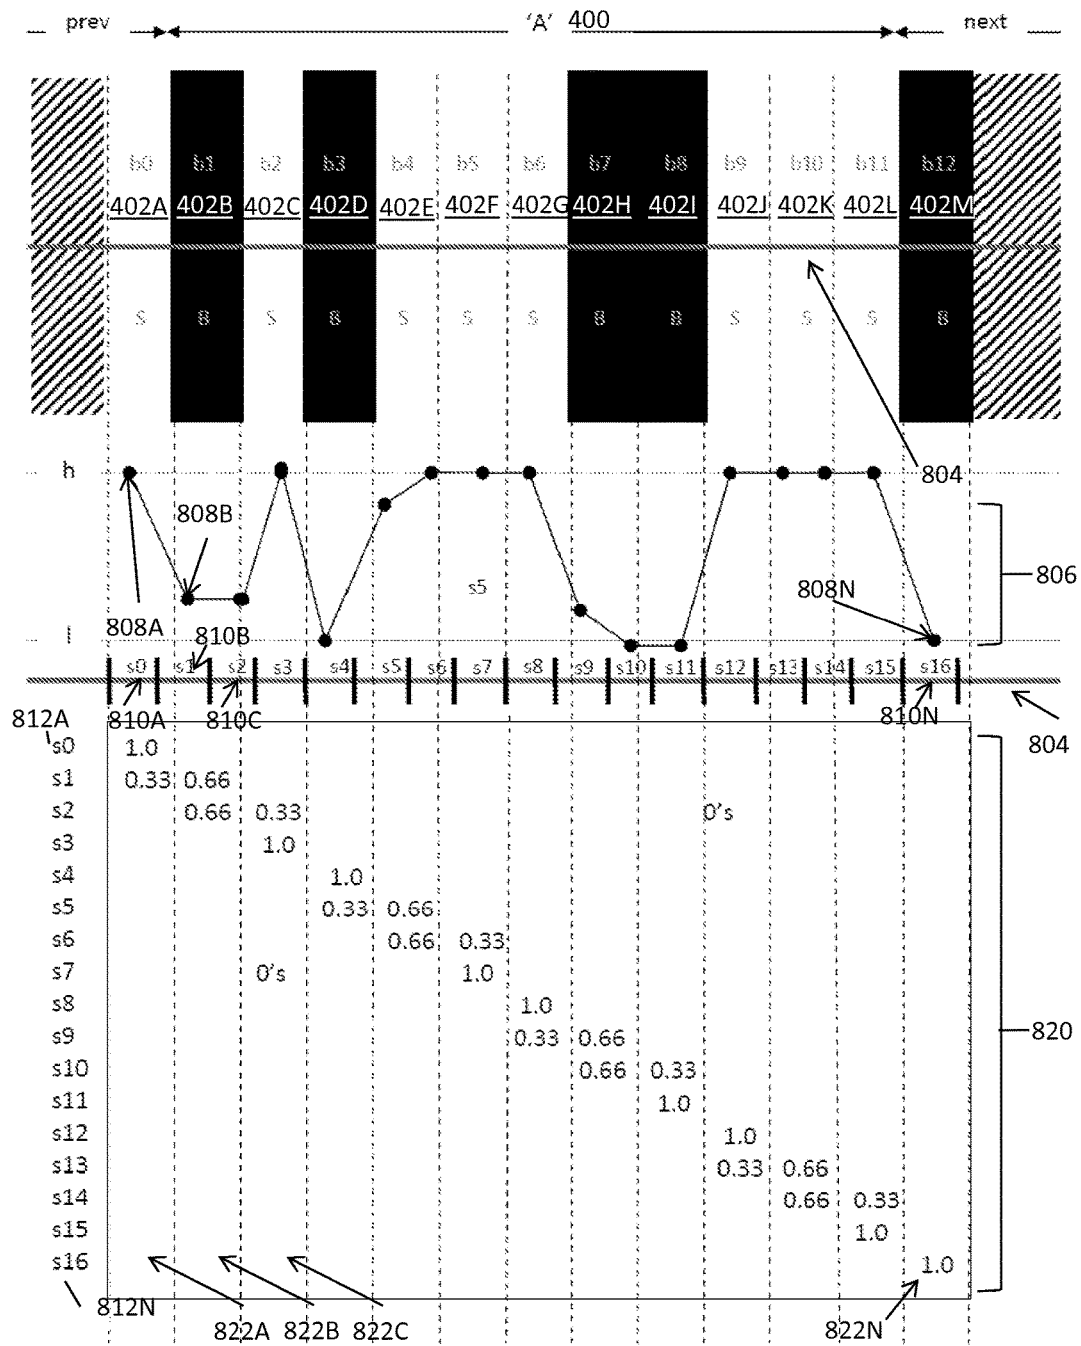 prev 'A' 400 next
b0 b1 b2 b3 b4 b5 b6 b7 b8 b9 b10 b11 b12
402A 402B 402C 402D 402E 402F 402G 402H 402I 402J 402K 402L 402M
S B S B S S S B B S S S B
h
804
808B
s5
806
808N
808A
l
810B
s0 s1 s2 s3 s4 s5 s6 s7 s8 s9 s10 s11 s12 s13 s14 s15 s16
812A 810A 810C 810N
804
s0 1.0
s1 0.33 0.66
s2 0.66 0.33 0's
s3 1.0
s4 1.0
s5 0.33 0.66
s6 0.66 0.33
s7 0's 1.0
s8 1.0
s9 0.33 0.66
820
s10 0.66 0.33
s11 1.0
s12 1.0
s13 0.33 0.66
s14 0.66 0.33
s15 1.0
s16 1.0
812N
822A 822B 822C 822N